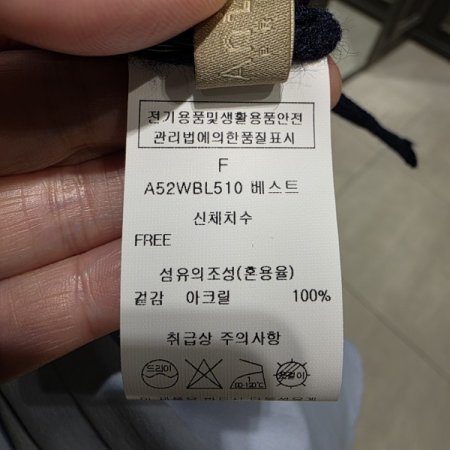 전기용품및생활용품안전
관리법에의한품질표시
F
A52WBL510 베스트
신체치수
FREE
섬유의조성(혼용율)
겉감 아크릴 100%
취급상 주의사항
드라이